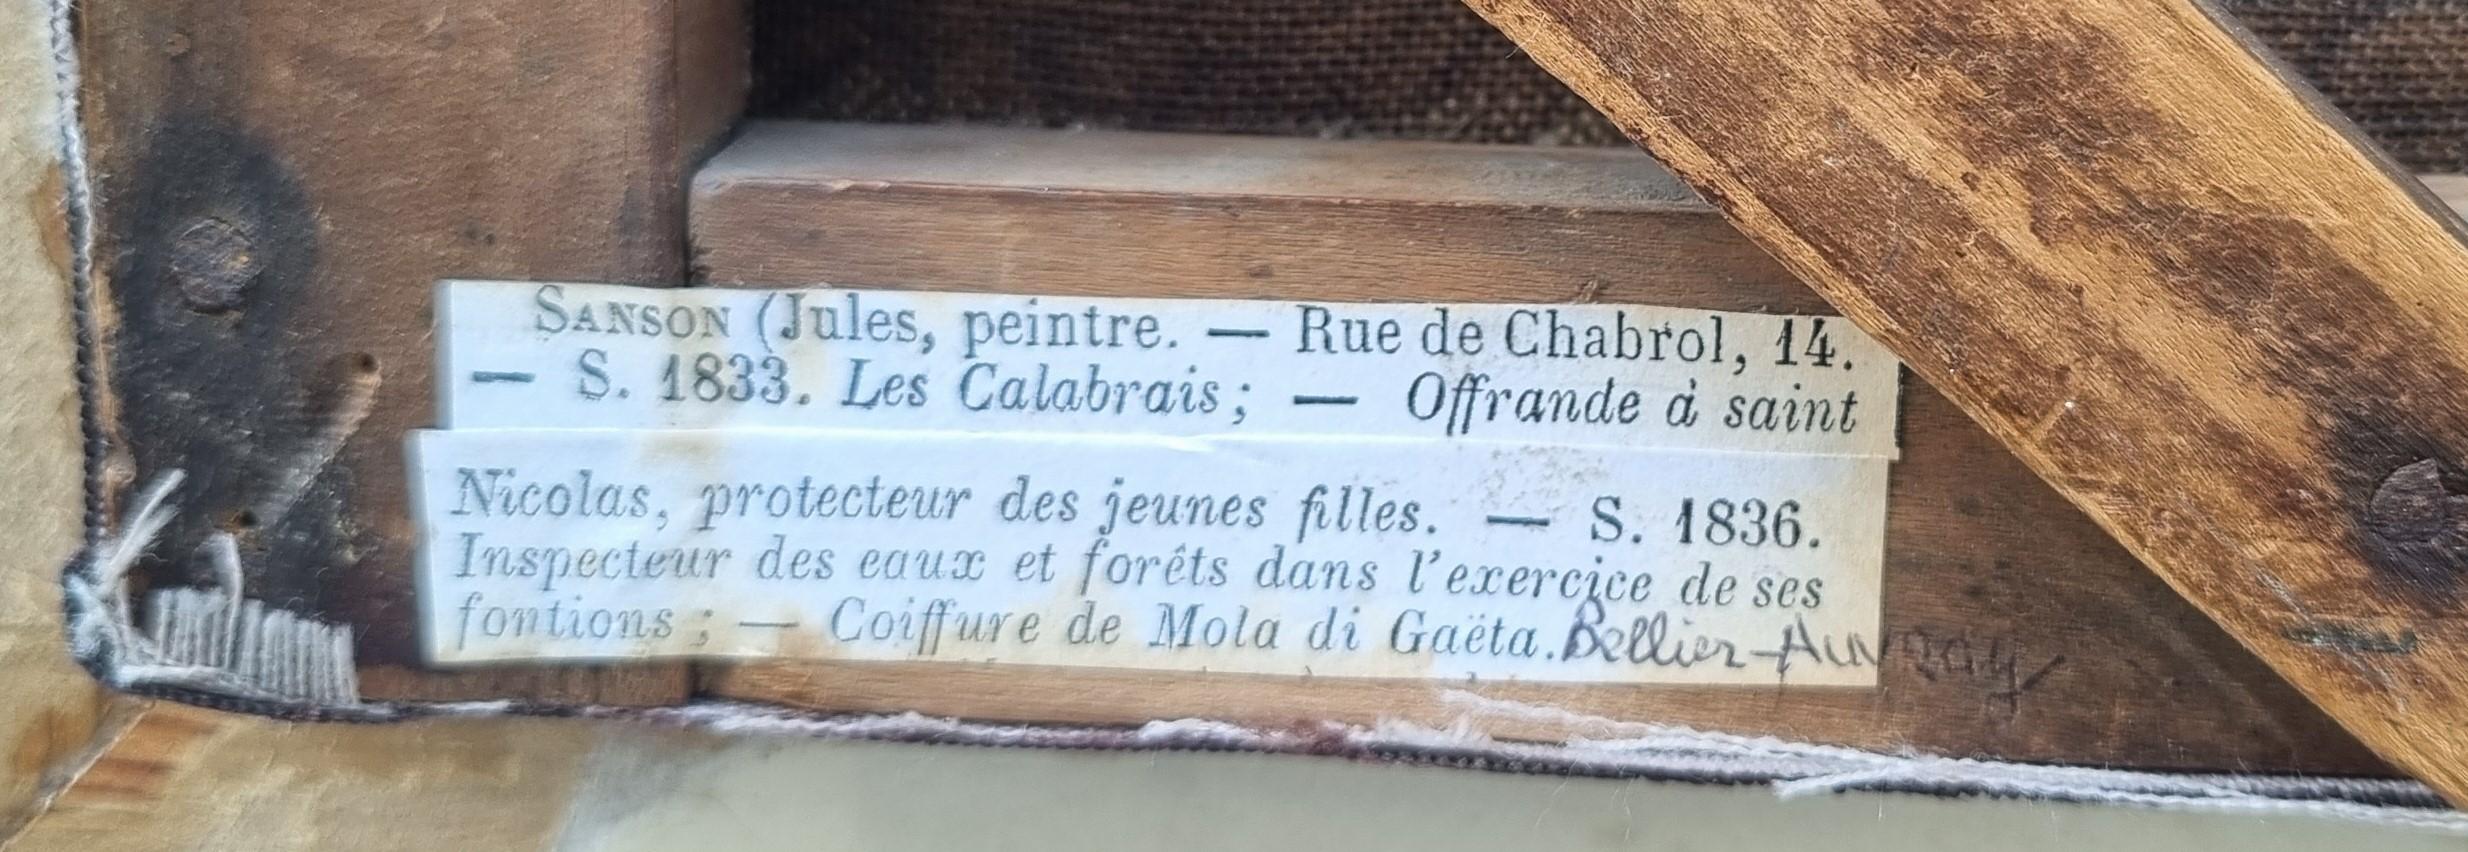 SANSON (Jules, peintre. — Rue de Chabrol, 14.
— S. 1833. Les Calabrais; — Offrande à saint
Nicolas, protecteur des jeunes filles. — S. 1836.
Inspecteur des eaux et forêts dans l'exercice de ses
fontions; — Coiffure de Mola di Gaëta. Bellier-Auvray